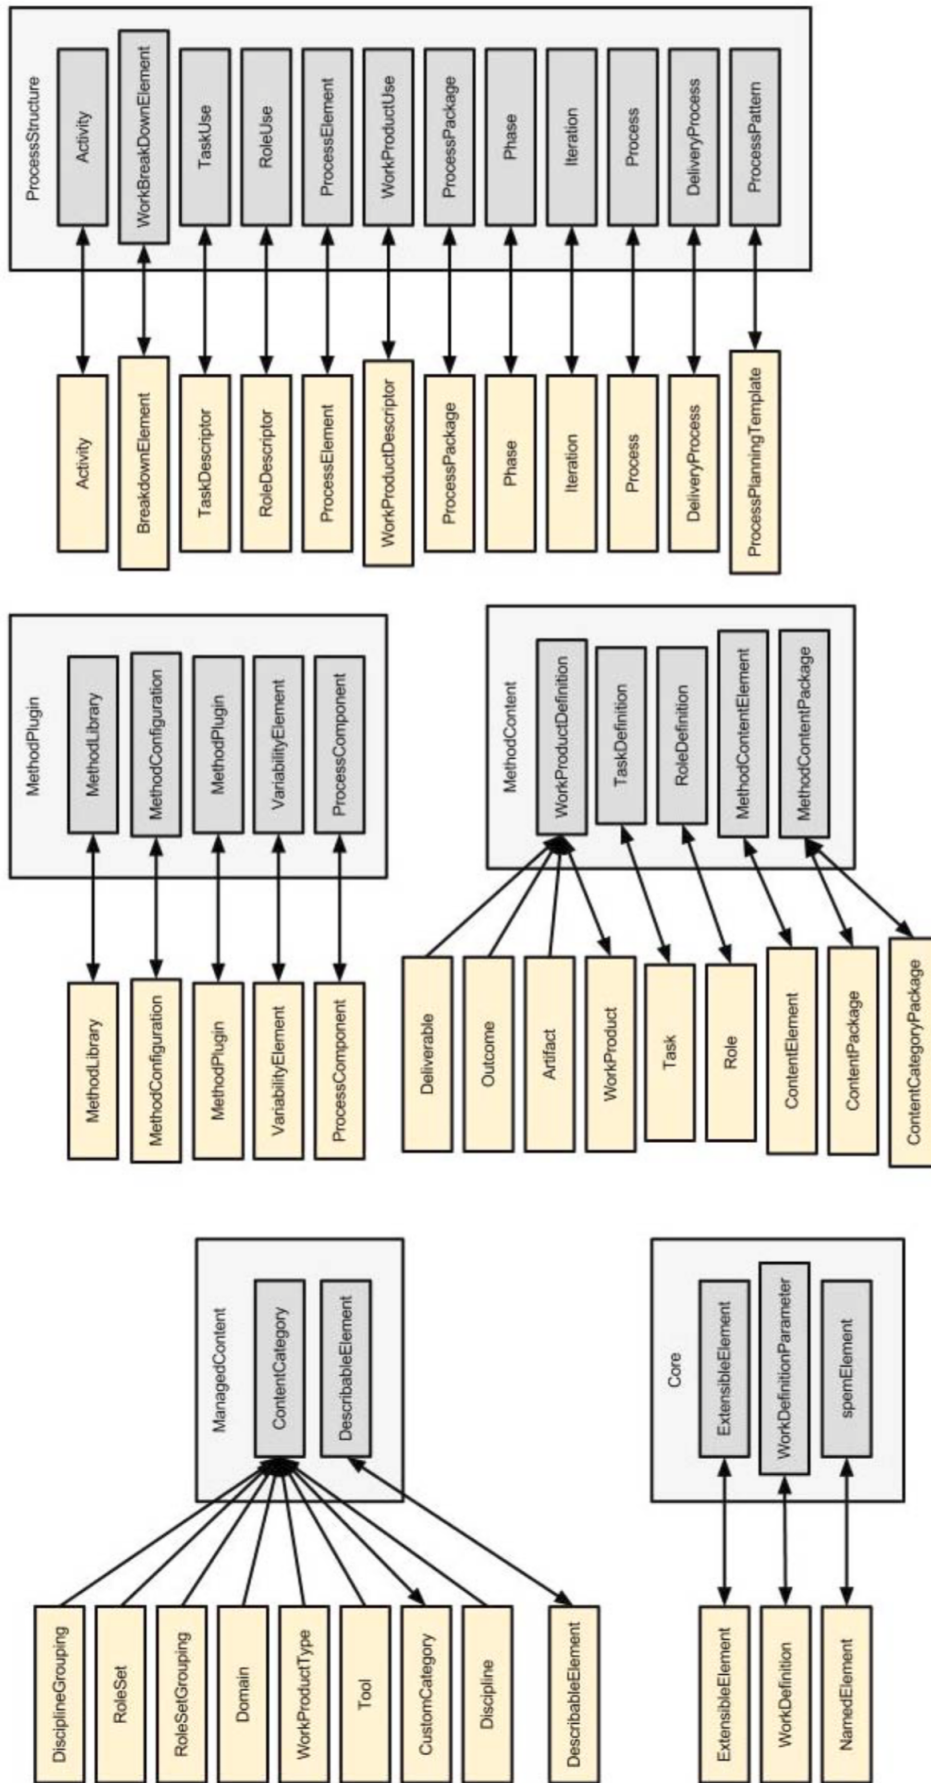 ManagedContent
DisciplineGrouping
RoleSet
RoleSetGrouping
Domain
WorkProductType
Tool
CustomCategory
Discipline
DescribableElement
ContentCategory
DescribableElement
Core
ExtensibleElement
WorkDefinition
NamedElement
ExtensibleElement
WorkDefinitionParameter
spemElement
MethodPlugin
MethodLibrary
MethodConfiguration
MethodPlugin
VariabilityElement
ProcessComponent
MethodLibrary
MethodConfiguration
MethodPlugin
VariabilityElement
ProcessComponent
MethodContent
Deliverable
Outcome
Artifact
WorkProduct
Task
Role
ContentElement
ContentPackage
ContentCategoryPackage
WorkProductDefinition
TaskDefinition
RoleDefinition
MethodContentElement
MethodContentPackage
ProcessStructure
Activity
BreakdownElement
TaskDescriptor
RoleDescriptor
ProcessElement
WorkProductDescriptor
ProcessPackage
Phase
Iteration
Process
DeliveryProcess
ProcessPlanningTemplate
Activity
WorkBreakDownElement
TaskUse
RoleUse
ProcessElement
WorkProductUse
ProcessPackage
Phase
Iteration
Process
DeliveryProcess
ProcessPattern